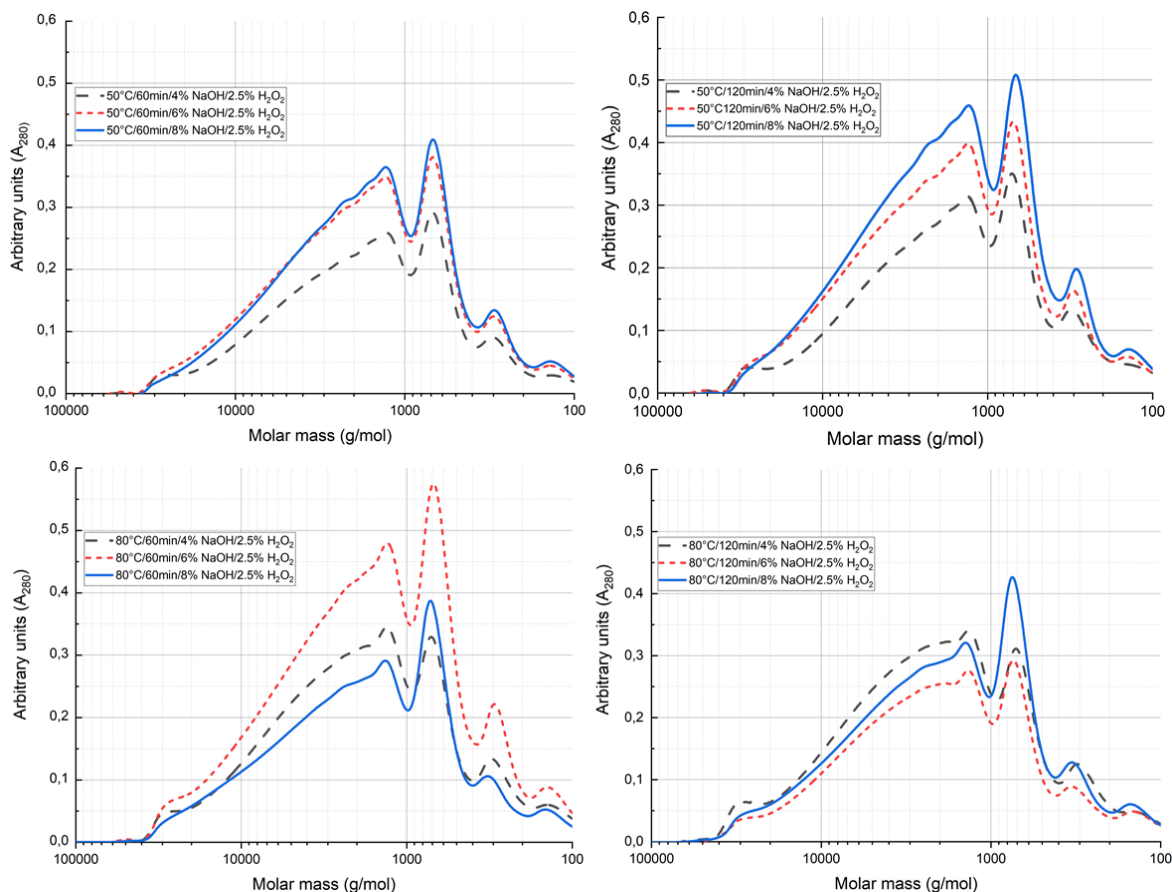 0,6
0,5
0,4
0,3
0,2
0,1
0,0
Arbitrary units (A₂₈₀)
50°C/60min/4% NaOH/2.5% H₂O₂
50°C/60min/6% NaOH/2.5% H₂O₂
50°C/60min/8% NaOH/2.5% H₂O₂
100000
10000
1000
100
Molar mass (g/mol)
0,6
0,5
0,4
0,3
0,2
0,1
0,0
Arbitrary units (A₂₈₀)
50°C/120min/4% NaOH/2.5% H₂O₂
50°C120min/6% NaOH/2.5% H₂O₂
50°C/120min/8% NaOH/2.5% H₂O₂
100000
10000
1000
100
Molar mass (g/mol)
0,6
0,5
0,4
0,3
0,2
0,1
0,0
Arbitrary units (A₂₈₀)
80°C/60min/4% NaOH/2.5% H₂O₂
80°C/60min/6% NaOH/2.5% H₂O₂
80°C/60min/8% NaOH/2.5% H₂O₂
100000
10000
1000
100
Molar mass (g/mol)
0,6
0,5
0,4
0,3
0,2
0,1
0,0
Arbitrary units (A₂₈₀)
80°C/120min/4% NaOH/2.5% H₂O₂
80°C/120min/6% NaOH/2.5% H₂O₂
80°C/120min/8% NaOH/2.5% H₂O₂
100000
10000
1000
100
Molar mass (g/mol)